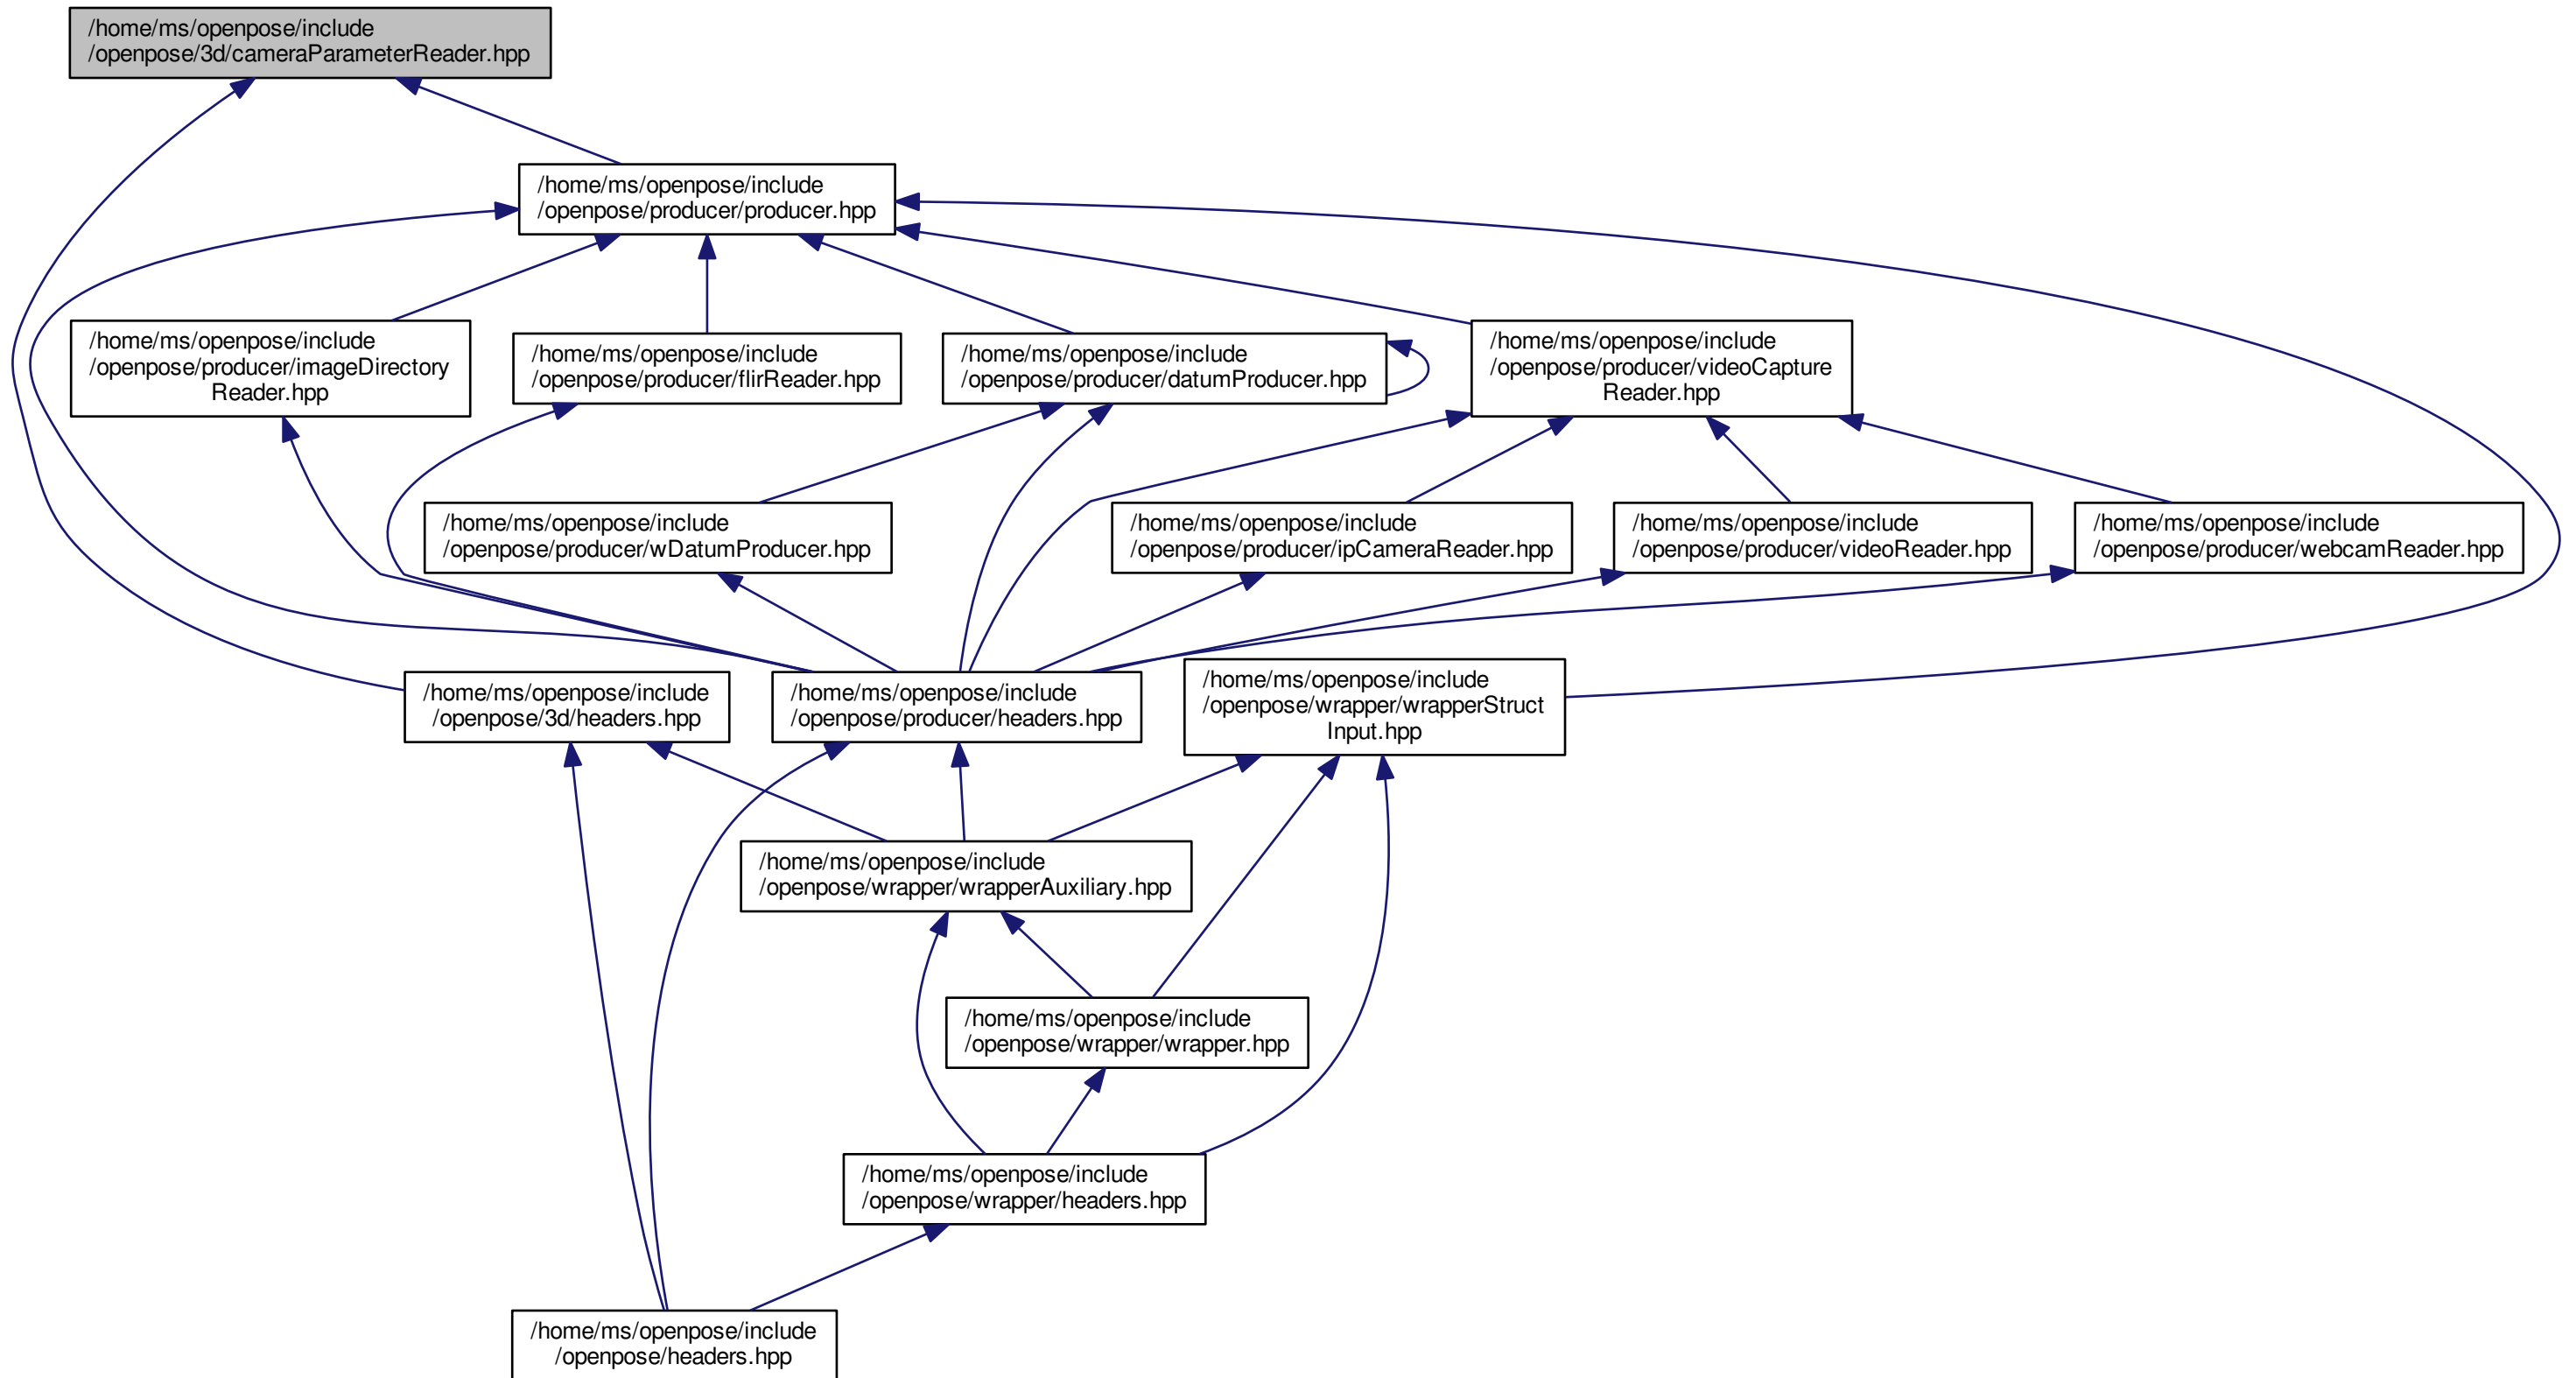 /home/ms/openpose/include
/openpose/3d/cameraParameterReader.hpp
/home/ms/openpose/include
/openpose/producer/producer.hpp
/home/ms/openpose/include
/openpose/producer/imageDirectory
Reader.hpp
/home/ms/openpose/include
/openpose/producer/flirReader.hpp
/home/ms/openpose/include
/openpose/producer/datumProducer.hpp
/home/ms/openpose/include
/openpose/producer/videoCapture
Reader.hpp
/home/ms/openpose/include
/openpose/producer/wDatumProducer.hpp
/home/ms/openpose/include
/openpose/producer/ipCameraReader.hpp
/home/ms/openpose/include
/openpose/producer/videoReader.hpp
/home/ms/openpose/include
/openpose/producer/webcamReader.hpp
/home/ms/openpose/include
/openpose/3d/headers.hpp
/home/ms/openpose/include
/openpose/producer/headers.hpp
/home/ms/openpose/include
/openpose/wrapper/wrapperStruct
Input.hpp
/home/ms/openpose/include
/openpose/wrapper/wrapperAuxiliary.hpp
/home/ms/openpose/include
/openpose/wrapper/wrapper.hpp
/home/ms/openpose/include
/openpose/wrapper/headers.hpp
/home/ms/openpose/include
/openpose/headers.hpp